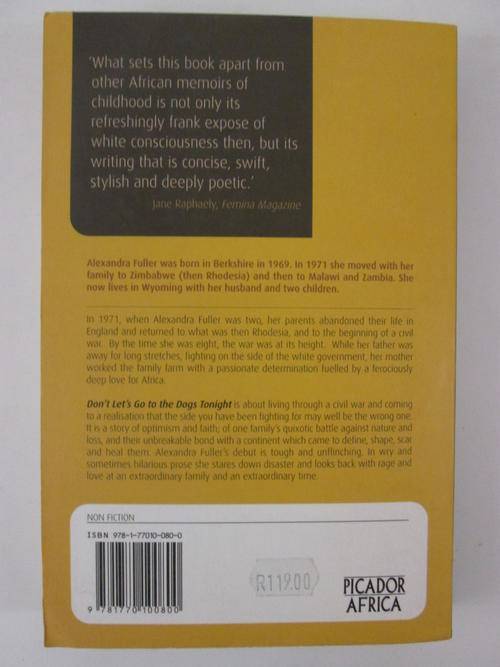 'What sets this book apart from
other African memoirs of
childhood is not only its
refreshingly frank expose of
white consciousness then, but its
writing that is concise, swift,
stylish and deeply poetic.'
Jane Raphaely, Femina Magazine
Alexandra Fuller was born in Berkshire in 1969. In 1971 she moved with her
family to Zimbabwe (then Rhodesia) and then to Malawi and Zambia. She
now lives in Wyoming with her husband and two children.
In 1971, when Alexandra Fuller was two, her parents abandoned their life in
England and returned to what was then Rhodesia, and to the beginning of a civil
war. By the time she was eight, the war was at its height. While her father was
away for long stretches, fighting on the side of the white government, her mother
worked the family farm with a passionate determination fuelled by a ferociously
deep love for Africa.
Don't Let's Go to the Dogs Tonight is about living through a civil war and coming
to a realisation that the side you have been fighting for may well be the wrong one.
It is a story of optimism and faith; of one family's quixotic battle against nature and
loss, and their unbreakable bond with a continent which came to define, shape, scar
and heal them. Alexandra Fuller's debut is tough and unflinching. In wry and
sometimes hilarious prose she stares down disaster and looks back with rage and
love at an extraordinary family and an extraordinary time.
NON FICTION
ISBN 978-1-77010-080-0
9 781770 100800
R119.00
PICADOR
AFRICA